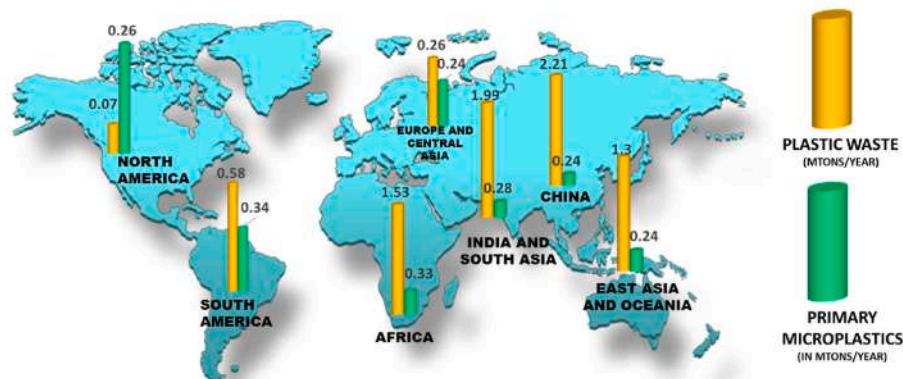 0.26
0.07
NORTH
AMERICA
0.58
0.34
SOUTH
AMERICA
1.53
0.33
AFRICA
0.26
0.24
EUROPE AND
CENTRAL
ASIA
1.99
0.28
INDIA AND
SOUTH ASIA
2.21
0.24
CHINA
1.3
0.24
EAST ASIA
AND OCEANIA
PLASTIC WASTE
(MTONS/YEAR)
PRIMARY
MICROPLASTICS
(IN MTONS/YEAR)